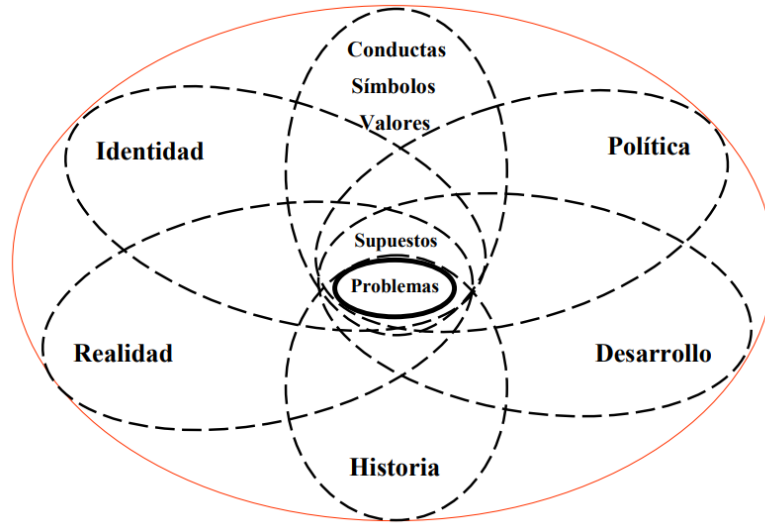 Conductas
Símbolos
Valores
Identidad
Política
Supuestos
Problemas
Realidad
Desarrollo
Historia